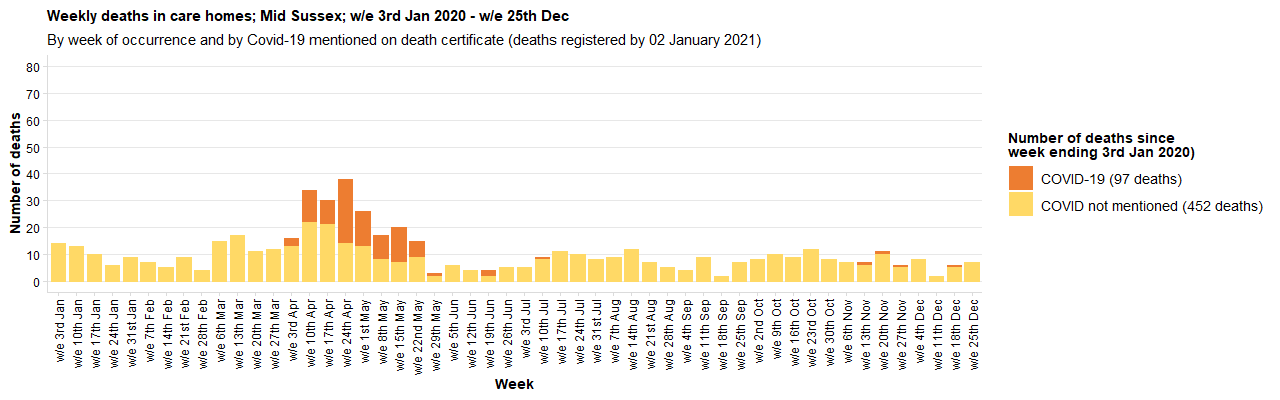 Weekly deaths in care homes; Mid Sussex; w/e 3rd Jan 2020 - w/e 25th Dec
By week of occurrence and by Covid-19 mentioned on death certificate (deaths registered by 02 January 2021)
80
70
60
50
40
30
20
10
0
Number of deaths
w/e 3rd Jan
w/e 10th Jan
w/e 17th Jan
w/e 24th Jan
w/e 31st Jan
w/e 7th Feb
w/e 14th Feb
w/e 21st Feb
w/e 28th Feb
w/e 6th Mar
w/e 13th Mar
w/e 20th Mar
w/e 27th Mar
w/e 3rd Apr
w/e 10th Apr
w/e 17th Apr
w/e 24th Apr
w/e 1st May
w/e 8th May
w/e 15th May
w/e 22nd May
w/e 29th May
w/e 5th Jun
w/e 12th Jun
w/e 19th Jun
w/e 26th Jun
w/e 3rd Jul
w/e 10th Jul
w/e 17th Jul
w/e 24th Jul
w/e 31st Jul
w/e 7th Aug
w/e 14th Aug
w/e 21st Aug
w/e 28th Aug
w/e 4th Sep
w/e 11th Sep
w/e 18th Sep
w/e 25th Sep
w/e 2nd Oct
w/e 9th Oct
w/e 16th Oct
w/e 23rd Oct
w/e 30th Oct
w/e 6th Nov
w/e 13th Nov
w/e 20th Nov
w/e 27th Nov
w/e 4th Dec
w/e 11th Dec
w/e 18th Dec
w/e 25th Dec
Week
Number of deaths since
week ending 3rd Jan 2020)
COVID-19 (97 deaths)
COVID not mentioned (452 deaths)